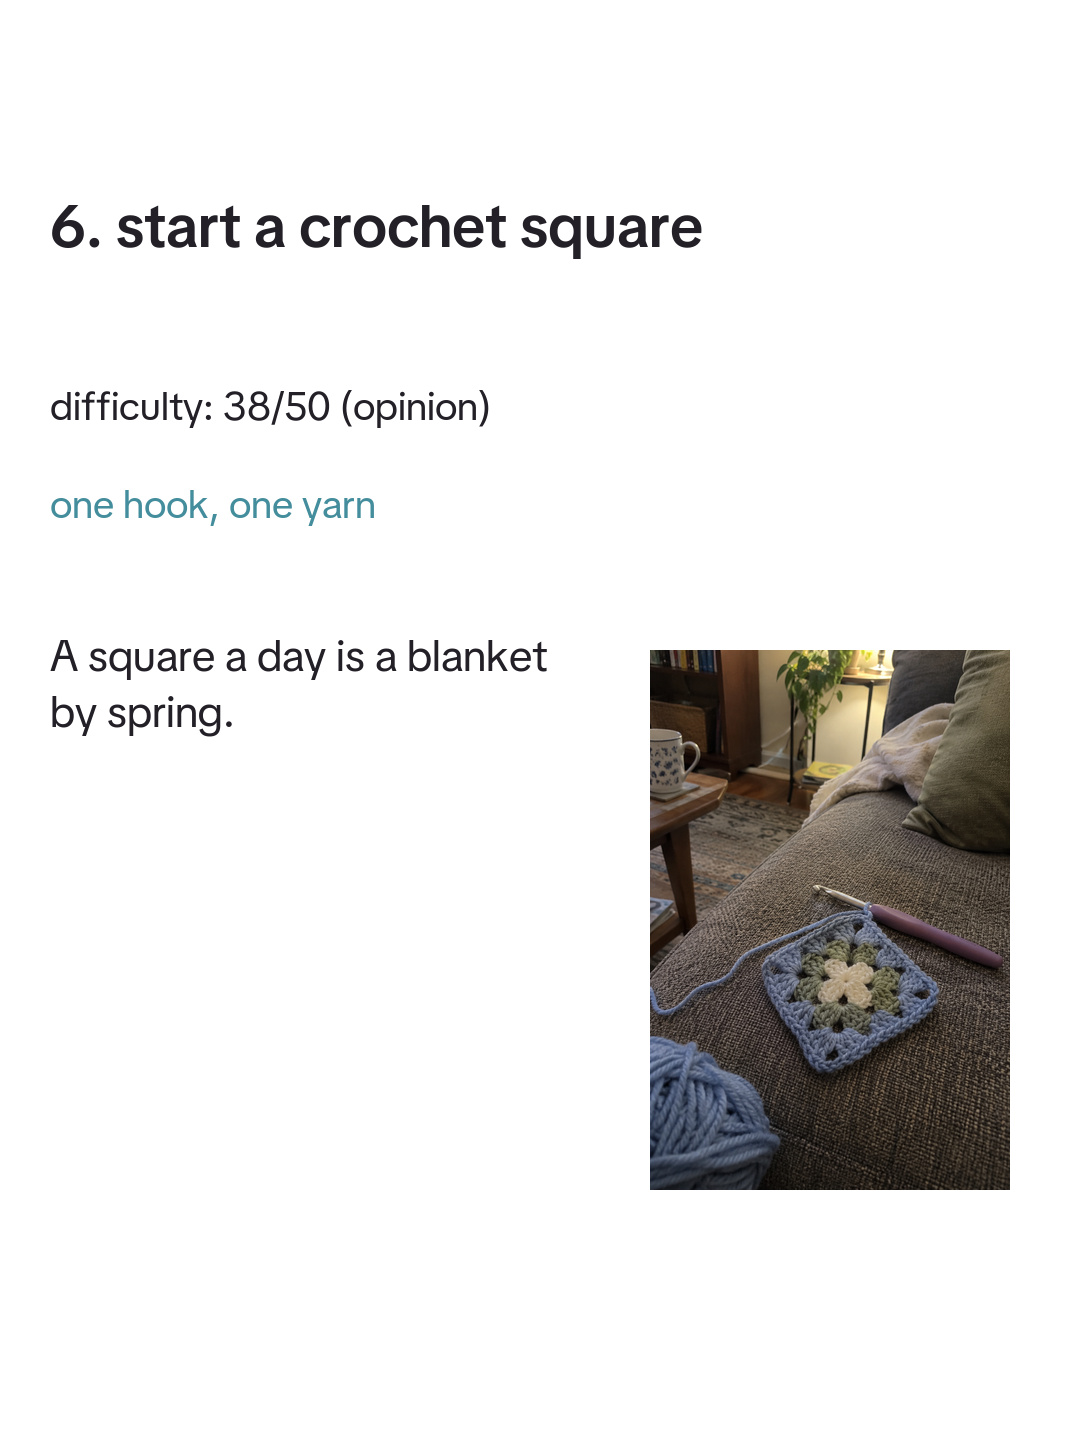 6. start a crochet square
difficulty: 38/50 (opinion)
one hook, one yarn
A square a day is a blanket
by spring.